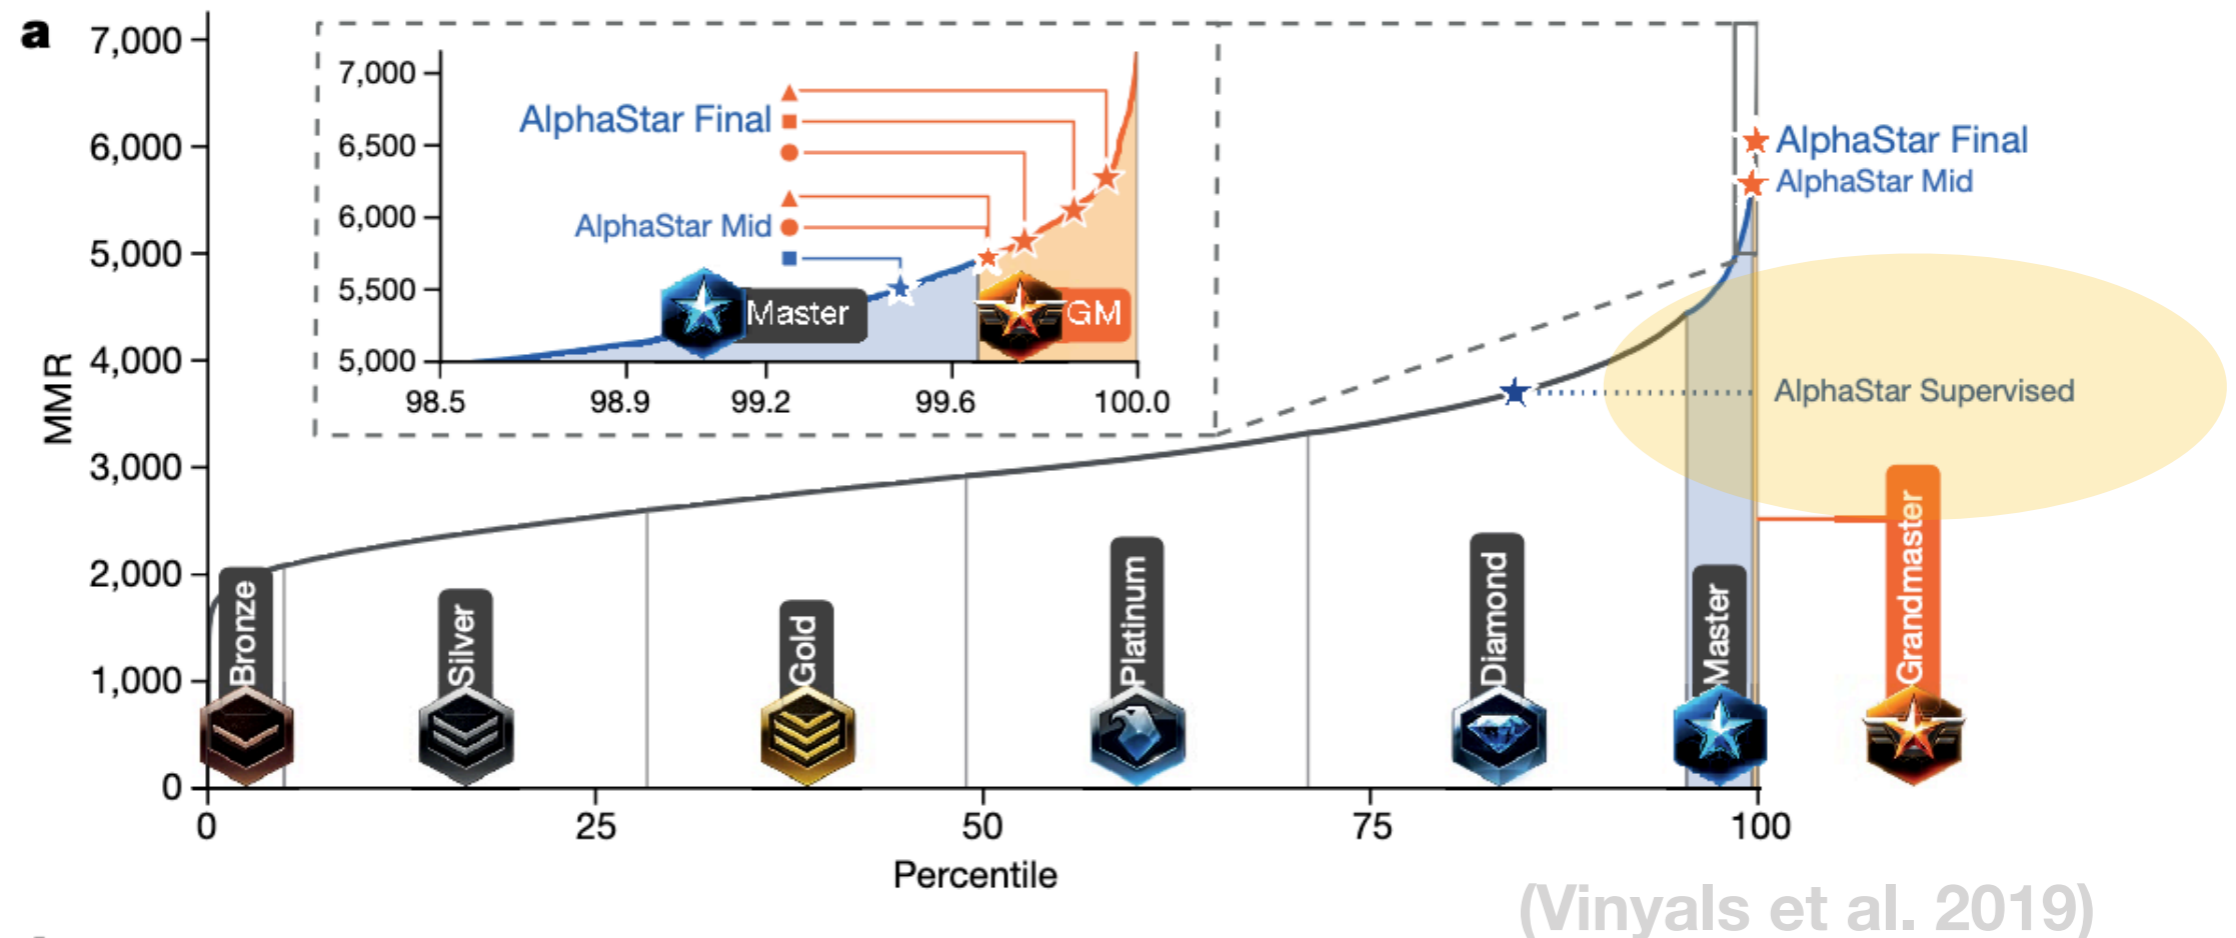 a
7,000
6,000
5,000
4,000
3,000
2,000
1,000
0
MMR
7,000
6,500
6,000
5,500
5,000
AlphaStar Final
AlphaStar Mid
Master
GM
98.5 98.9 99.2 99.6 100.0
AlphaStar Final
AlphaStar Mid
AlphaStar Supervised
Bronze
Silver
Gold
Platinum
Diamond
Master
Grandmaster
0 25 50 75 100
Percentile
(Vinyals et al. 2019)